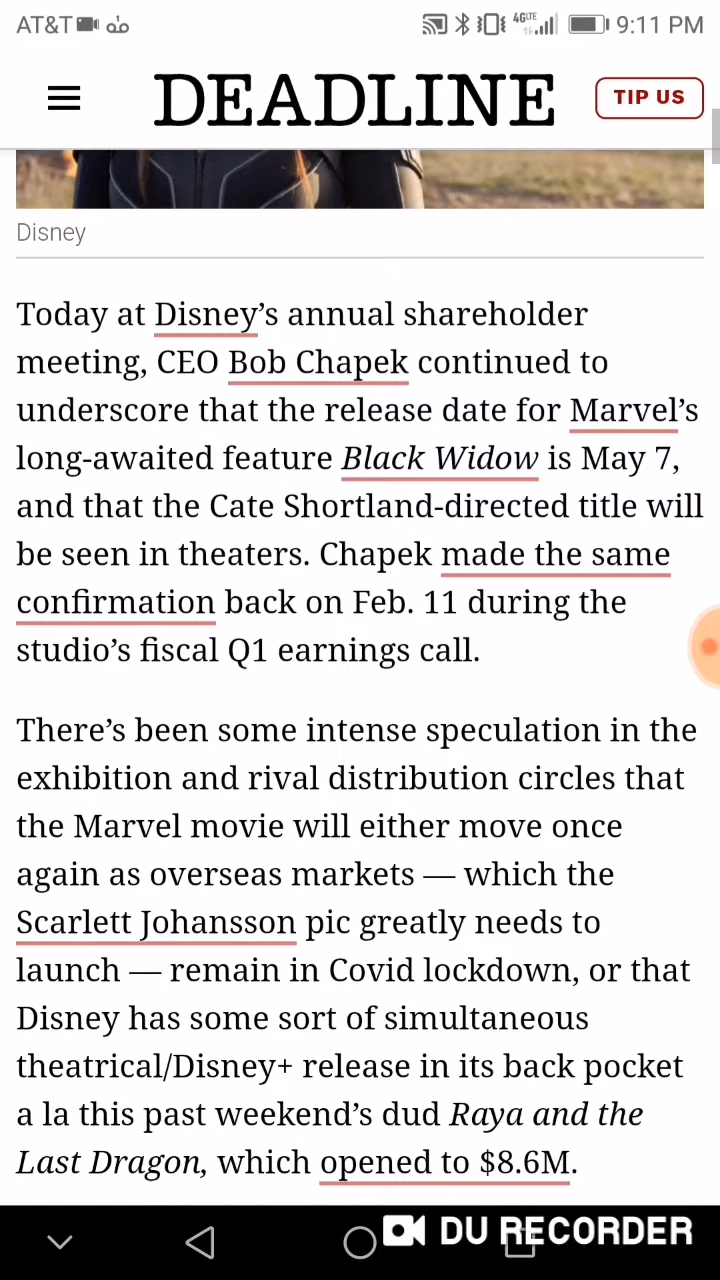 AT&T
4GLTE
9:11 PM
DEADLINE
TIP US
Disney
Today at Disney’s annual shareholder
meeting, CEO Bob Chapek continued to
underscore that the release date for Marvel’s
long-awaited feature Black Widow is May 7,
and that the Cate Shortland-directed title will
be seen in theaters. Chapek made the same
confirmation back on Feb. 11 during the
studio’s fiscal Q1 earnings call.
There’s been some intense speculation in the
exhibition and rival distribution circles that
the Marvel movie will either move once
again as overseas markets — which the
Scarlett Johansson pic greatly needs to
launch — remain in Covid lockdown, or that
Disney has some sort of simultaneous
theatrical/Disney+ release in its back pocket
a la this past weekend’s dud Raya and the
Last Dragon, which opened to $8.6M.
DU RECORDER